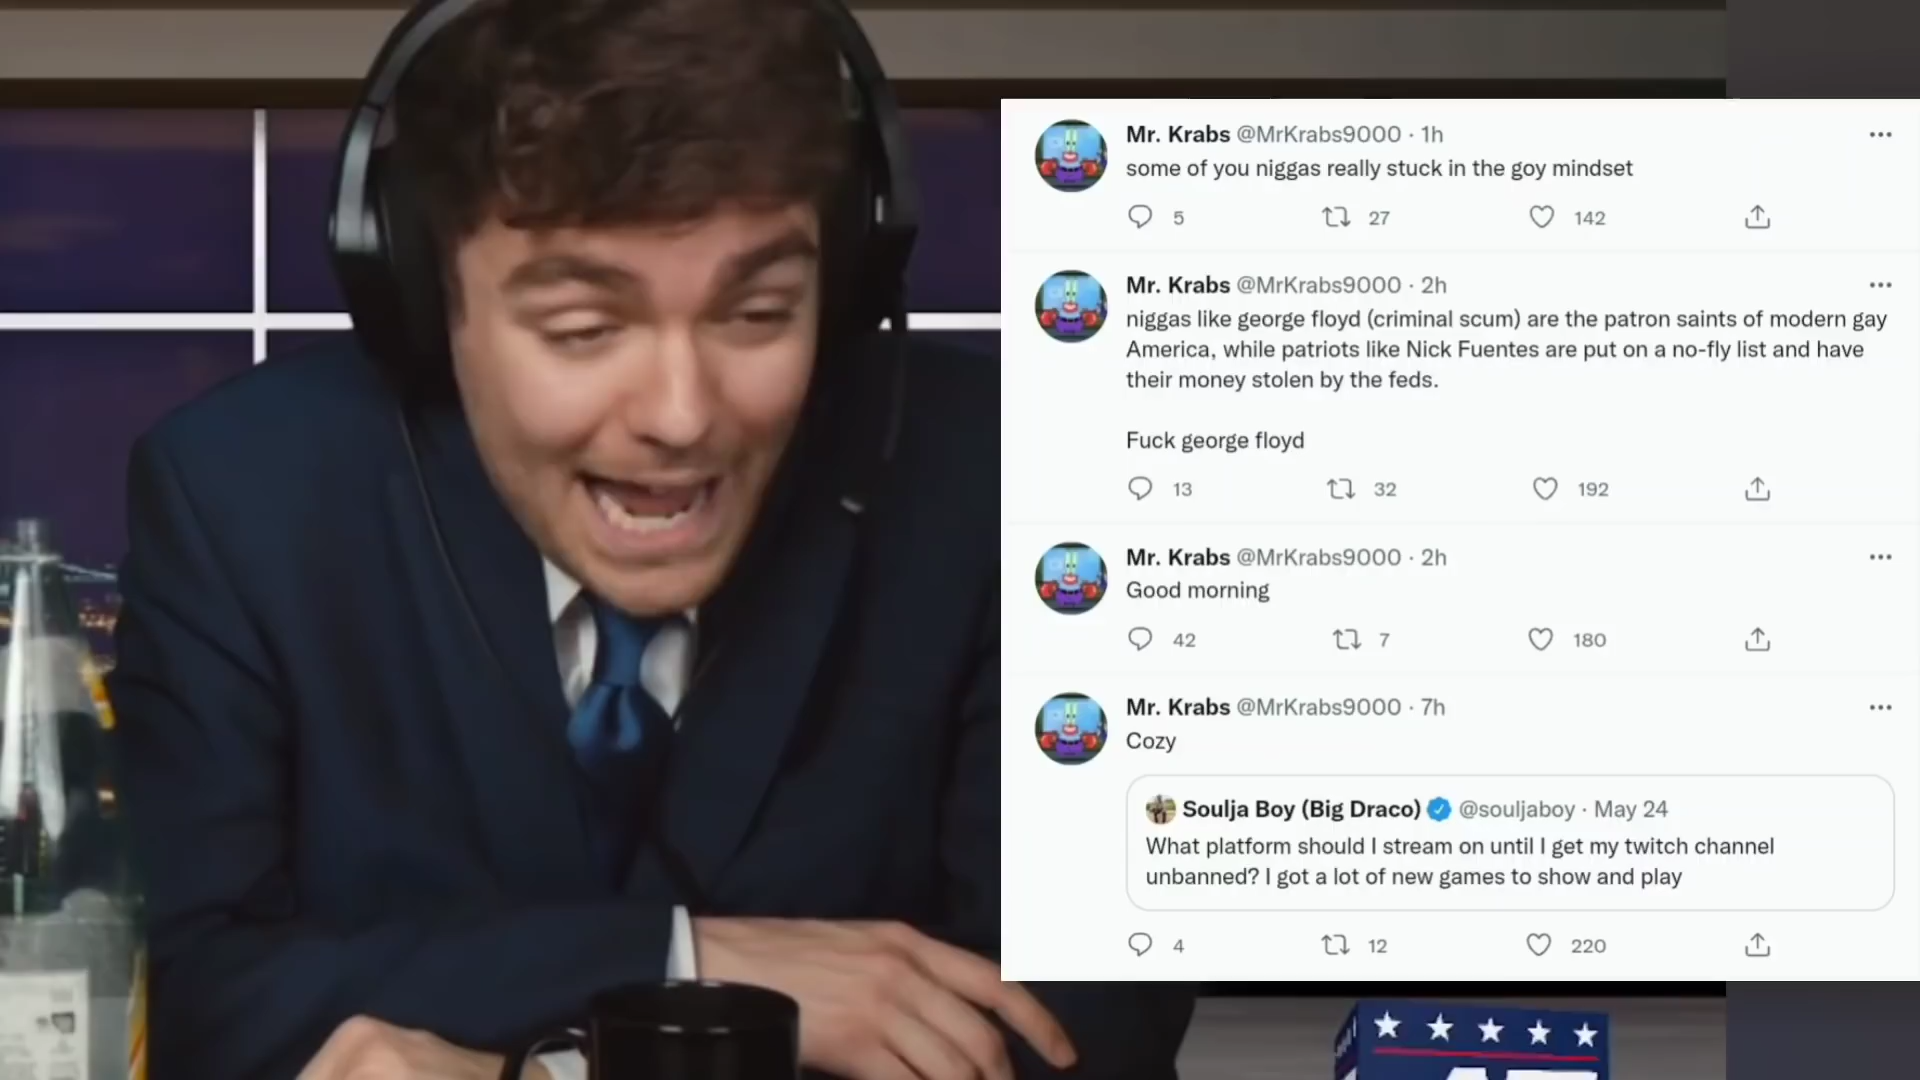 Mr. Krabs @MrKrabs9000 · 1h
some of you niggas really stuck in the goy mindset
5 27 142
Mr. Krabs @MrKrabs9000 · 2h
niggas like george floyd (criminal scum) are the patron saints of modern gay
America, while patriots like Nick Fuentes are put on a no-fly list and have
their money stolen by the feds.
Fuck george floyd
13 32 192
Mr. Krabs @MrKrabs9000 · 2h
Good morning
42 7 180
Mr. Krabs @MrKrabs9000 · 7h
Cozy
Soulja Boy (Big Draco) @souljaboy · May 24
What platform should I stream on until I get my twitch channel
unbanned? I got a lot of new games to show and play
4 12 220